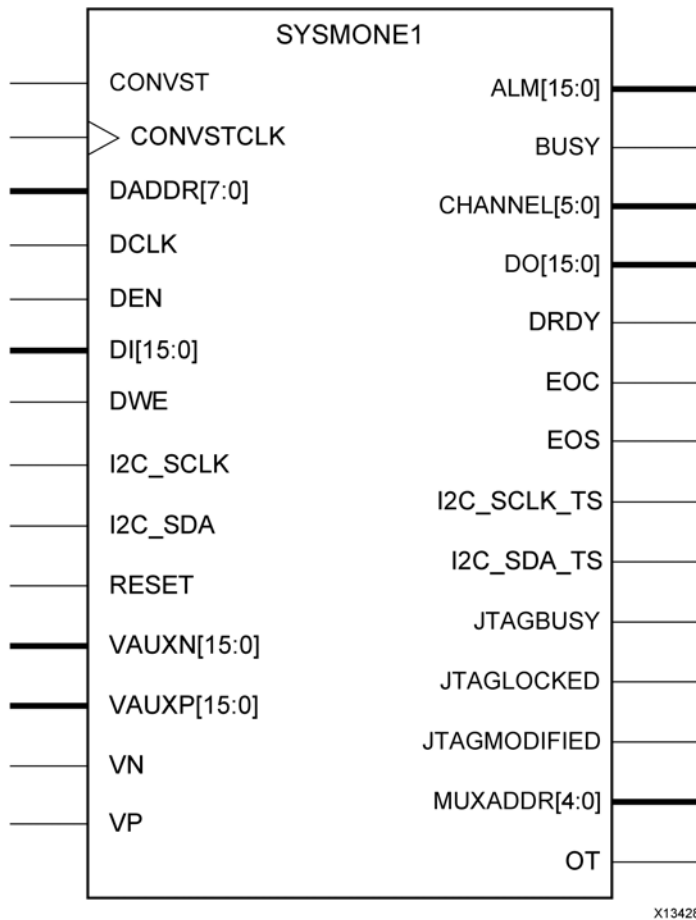 SYSMONE1
CONVST
CONVSTCLK
DADDR[7:0]
DCLK
DEN
DI[15:0]
DWE
I2C_SCLK
I2C_SDA
RESET
VAUXN[15:0]
VAUXP[15:0]
VN
VP
ALM[15:0]
BUSY
CHANNEL[5:0]
DO[15:0]
DRDY
EOC
EOS
I2C_SCLK_TS
I2C_SDA_TS
JTAGBUSY
JTAGLOCKED
JTAGMODIFIED
MUXADDR[4:0]
OT
X13428